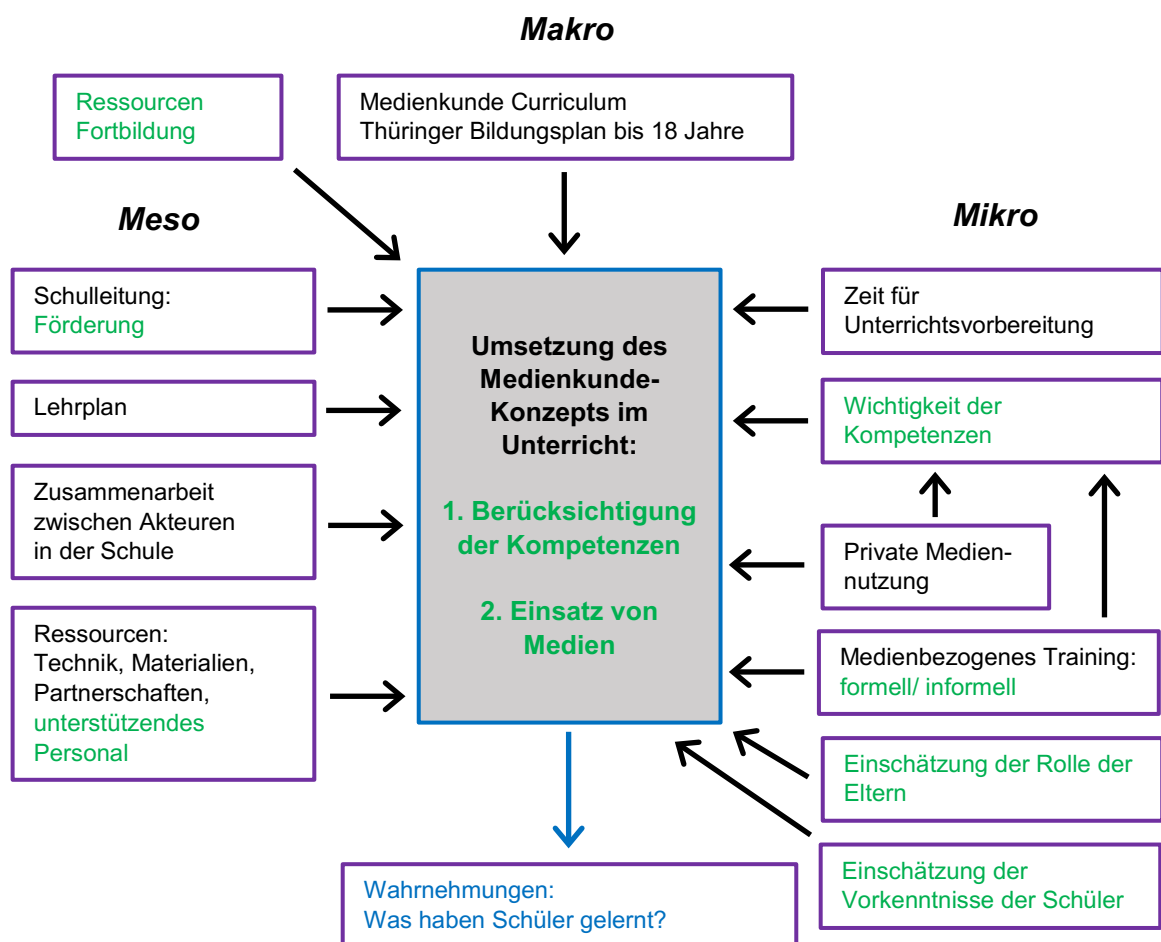 Makro
Ressourcen
Fortbildung
Medienkunde Curriculum
Thüringer Bildungsplan bis 18 Jahre
Meso
Schulleitung:
Förderung
Lehrplan
Zusammenarbeit
zwischen Akteuren
in der Schule
Ressourcen:
Technik, Materialien,
Partnerschaften,
unterstützendes
Personal
Umsetzung des
Medienkunde-
Konzepts im
Unterricht:
1. Berücksichtigung
der Kompetenzen
2. Einsatz von
Medien
Mikro
Zeit für
Unterrichtsvorbereitung
Wichtigkeit der
Kompetenzen
Private Medien-
nutzung
Medienbezogenes Training:
formell/ informell
Einschätzung der Rolle der
Eltern
Einschätzung der
Vorkenntnisse der Schüler
Wahrnehmungen:
Was haben Schüler gelernt?